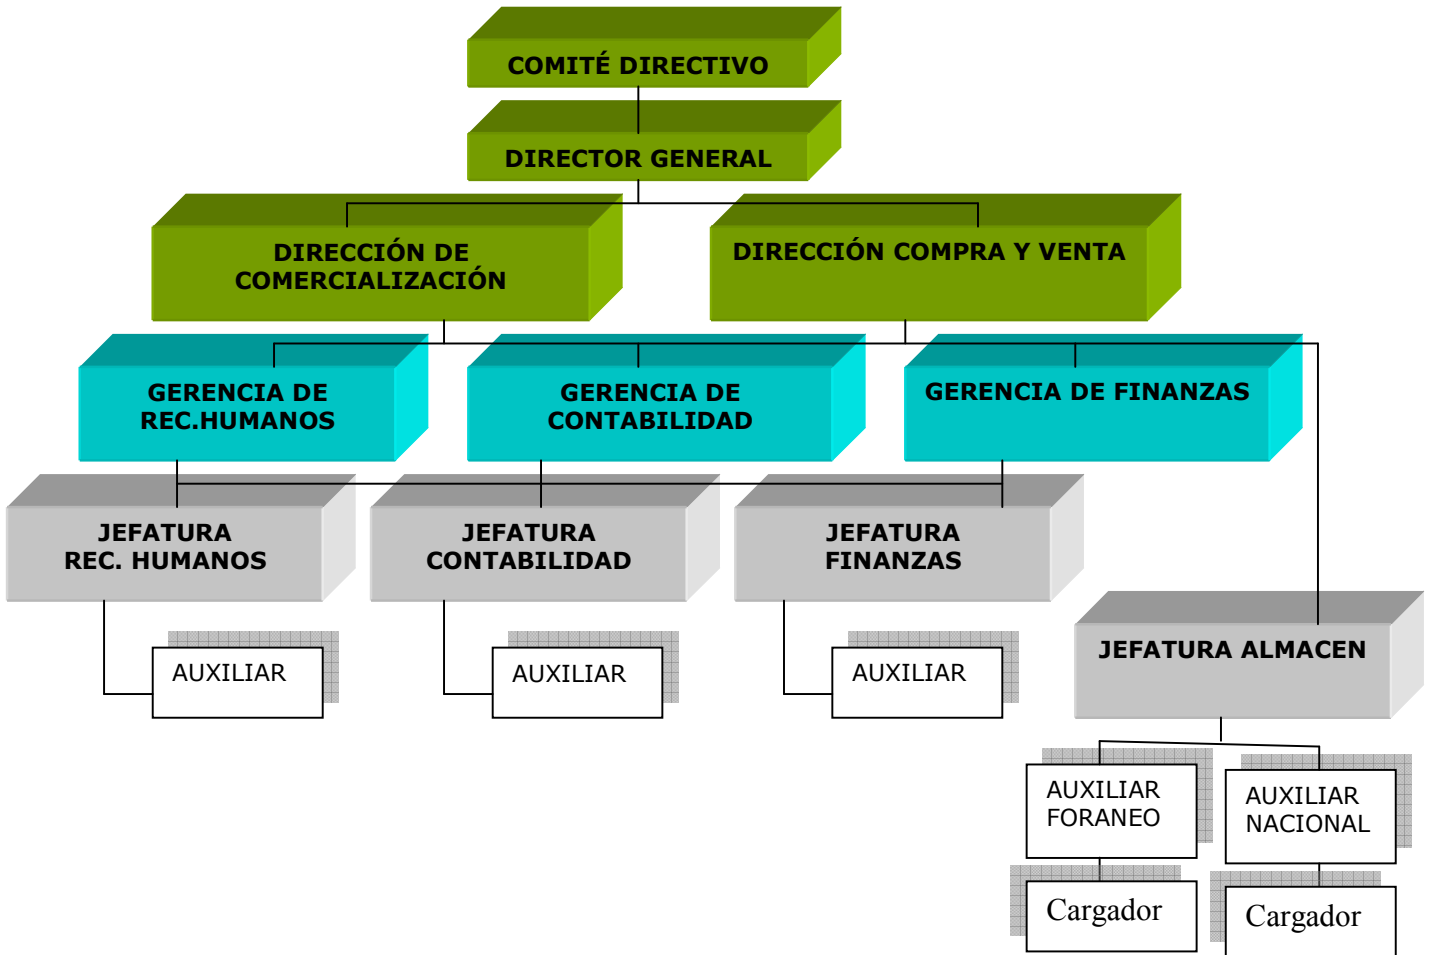 COMITÉ DIRECTIVO
DIRECTOR GENERAL
DIRECCIÓN DE
COMERCIALIZACIÓN
DIRECCIÓN COMPRA Y VENTA
GERENCIA DE
REC.HUMANOS
GERENCIA DE
CONTABILIDAD
GERENCIA DE FINANZAS
JEFATURA
REC. HUMANOS
JEFATURA
CONTABILIDAD
JEFATURA
FINANZAS
JEFATURA ALMACEN
AUXILIAR
AUXILIAR
AUXILIAR
AUXILIAR
FORANEO
AUXILIAR
NACIONAL
Cargador
Cargador